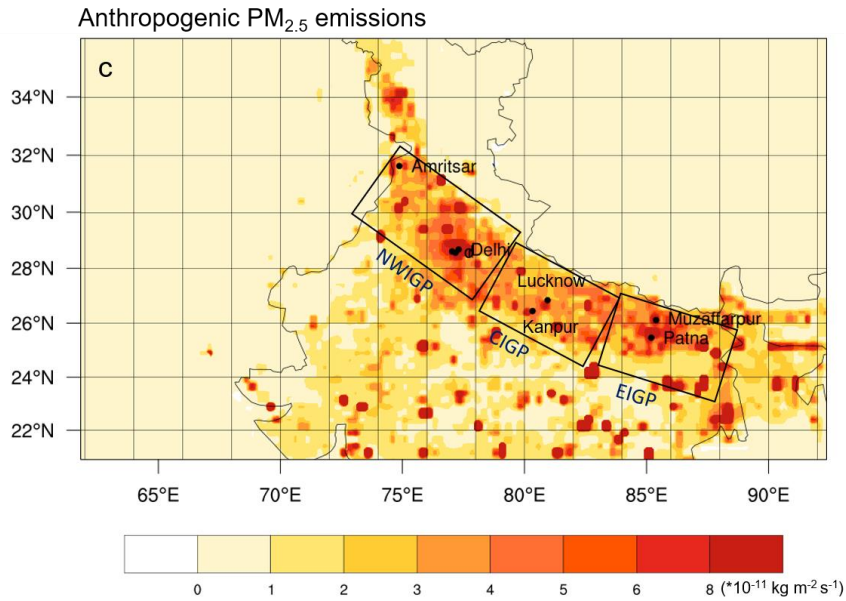 Anthropogenic PM2.5 emissions
c
34°N
32°N
30°N
28°N
26°N
24°N
22°N
Amritsar
Delhi
NWIGP
Lucknow
Kanpur
CIGP
Muzaffarpur
Patna
EIGP
65°E 70°E 75°E 80°E 85°E 90°E
0 1 2 3 4 5 6 8 (*10-11 kg m-2 s-1)